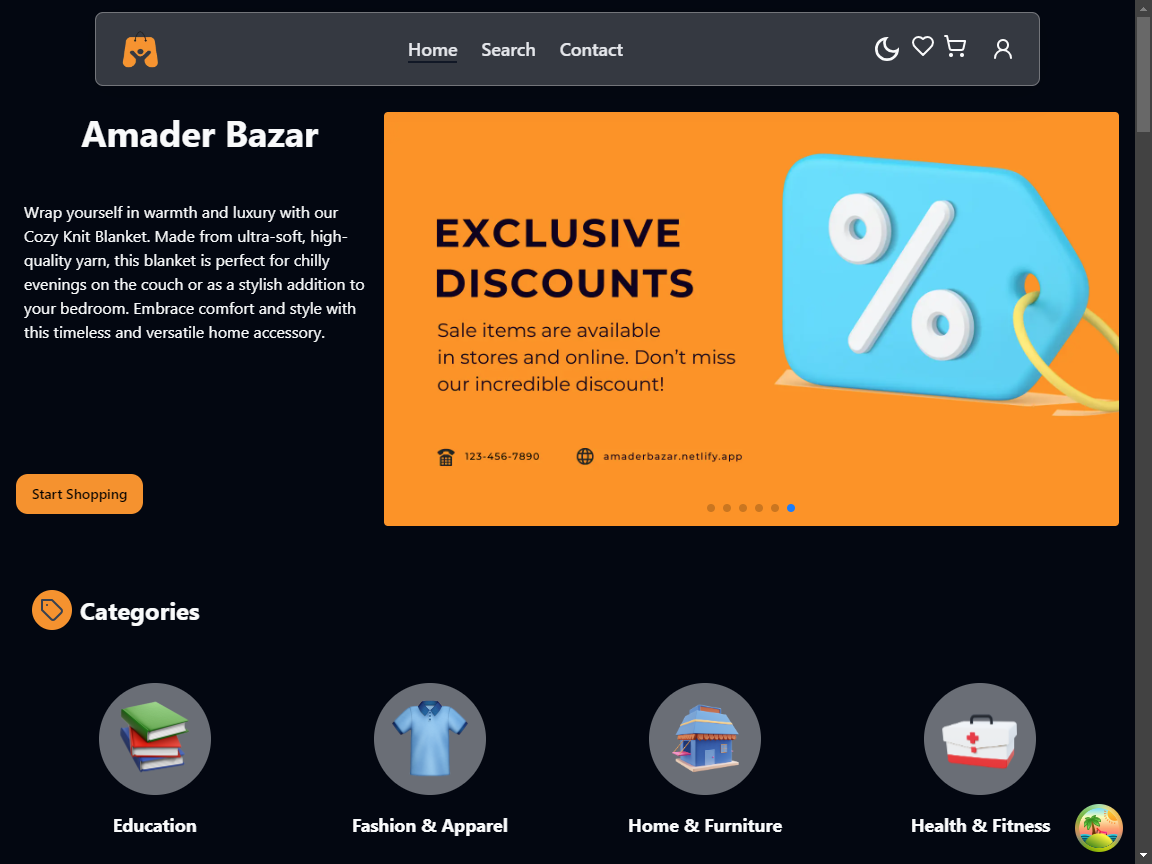 Home Search Contact
Amader Bazar
Wrap yourself in warmth and luxury with our
Cozy Knit Blanket. Made from ultra-soft, high-
quality yarn, this blanket is perfect for chilly
evenings on the couch or as a stylish addition to
your bedroom. Embrace comfort and style with
this timeless and versatile home accessory.
Start Shopping
EXCLUSIVE
DISCOUNTS
Sale items are available
in stores and online. Don’t miss
our incredible discount!
123-456-7890 amaderbazar.netlify.app
%
Categories
Education Fashion & Apparel Home & Furniture Health & Fitness